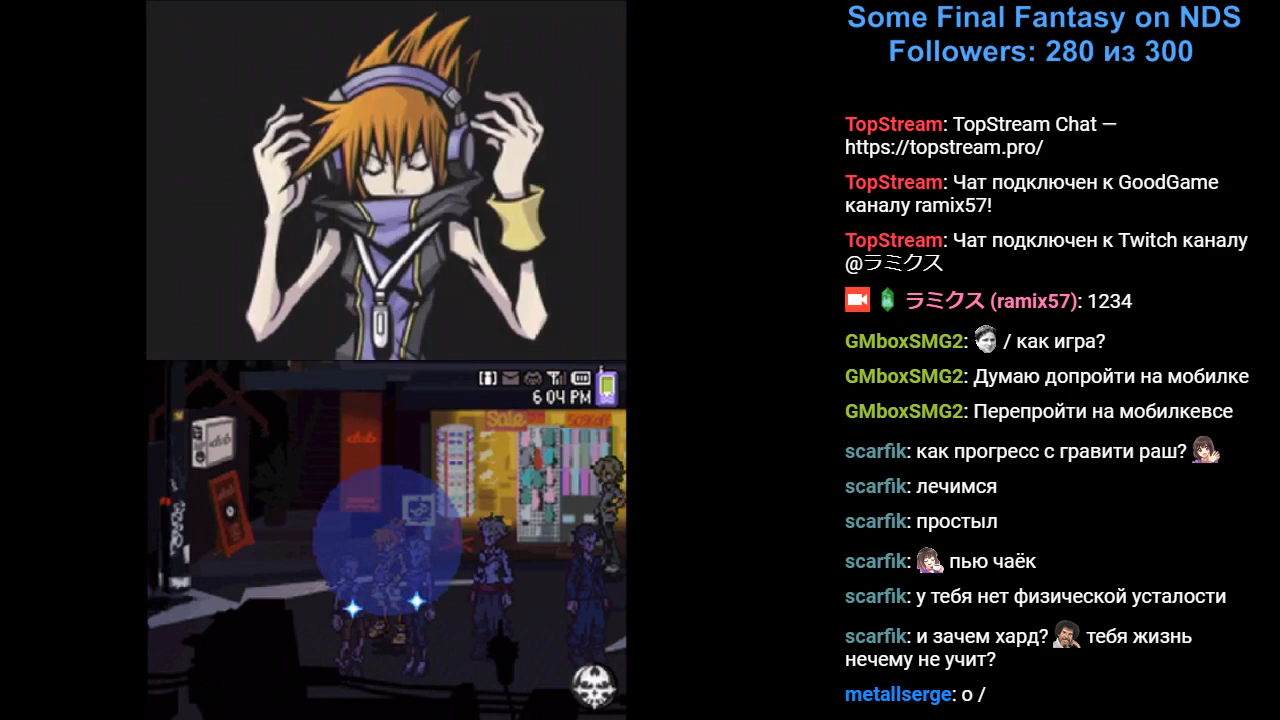 Some Final Fantasy on NDS
Followers: 280 из 300
TopStream: TopStream Chat —
https://topstream.pro/
TopStream: Чат подключен к GoodGame
каналу ramix57!
TopStream: Чат подключен к Twitch каналу
@ラミクス
ラミクス (ramix57): 1234
GMboxSMG2: / как игра?
GMboxSMG2: Думаю допройти на мобилке
GMboxSMG2: Перепройти на мобилкевсе
scarfik: как прогресс с гравити раш?
scarfik: лечимся
scarfik: простыл
scarfik: пью чаёк
scarfik: у тебя нет физической усталости
scarfik: и зачем хард? тебя жизнь
нечему не учит?
metallserge: o /
6:04 PM
Sale